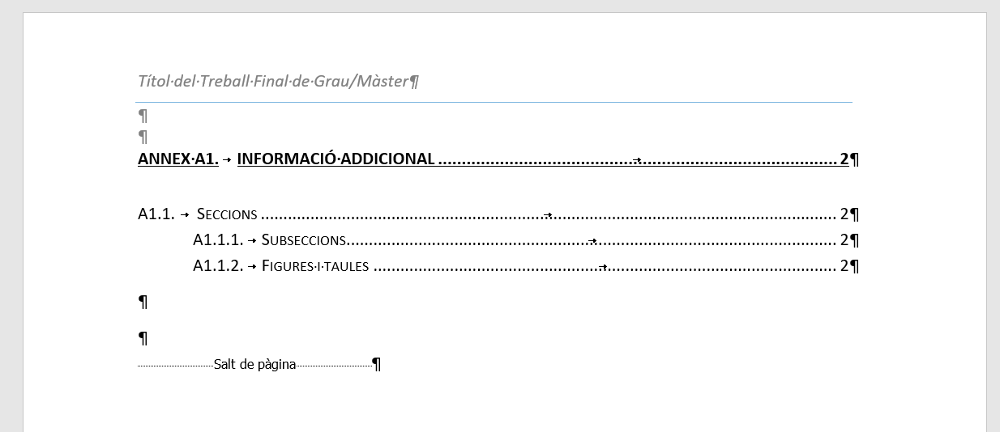 Títol·del·Treball·Final·de·Grau/Màster¶
¶
¶
ANNEX·A1. → INFORMACIÓ·ADDICIONAL ........................................→.......................................... 2¶
A1.1. → SECCIONS ...............................................................→............................................................... 2¶
A1.1.1. → SUBSECCIONS......................................................→...................................................... 2¶
A1.1.2. → FIGURES·I·TAULES ..................................................→.................................................... 2¶
¶
¶
Salt de pàgina¶